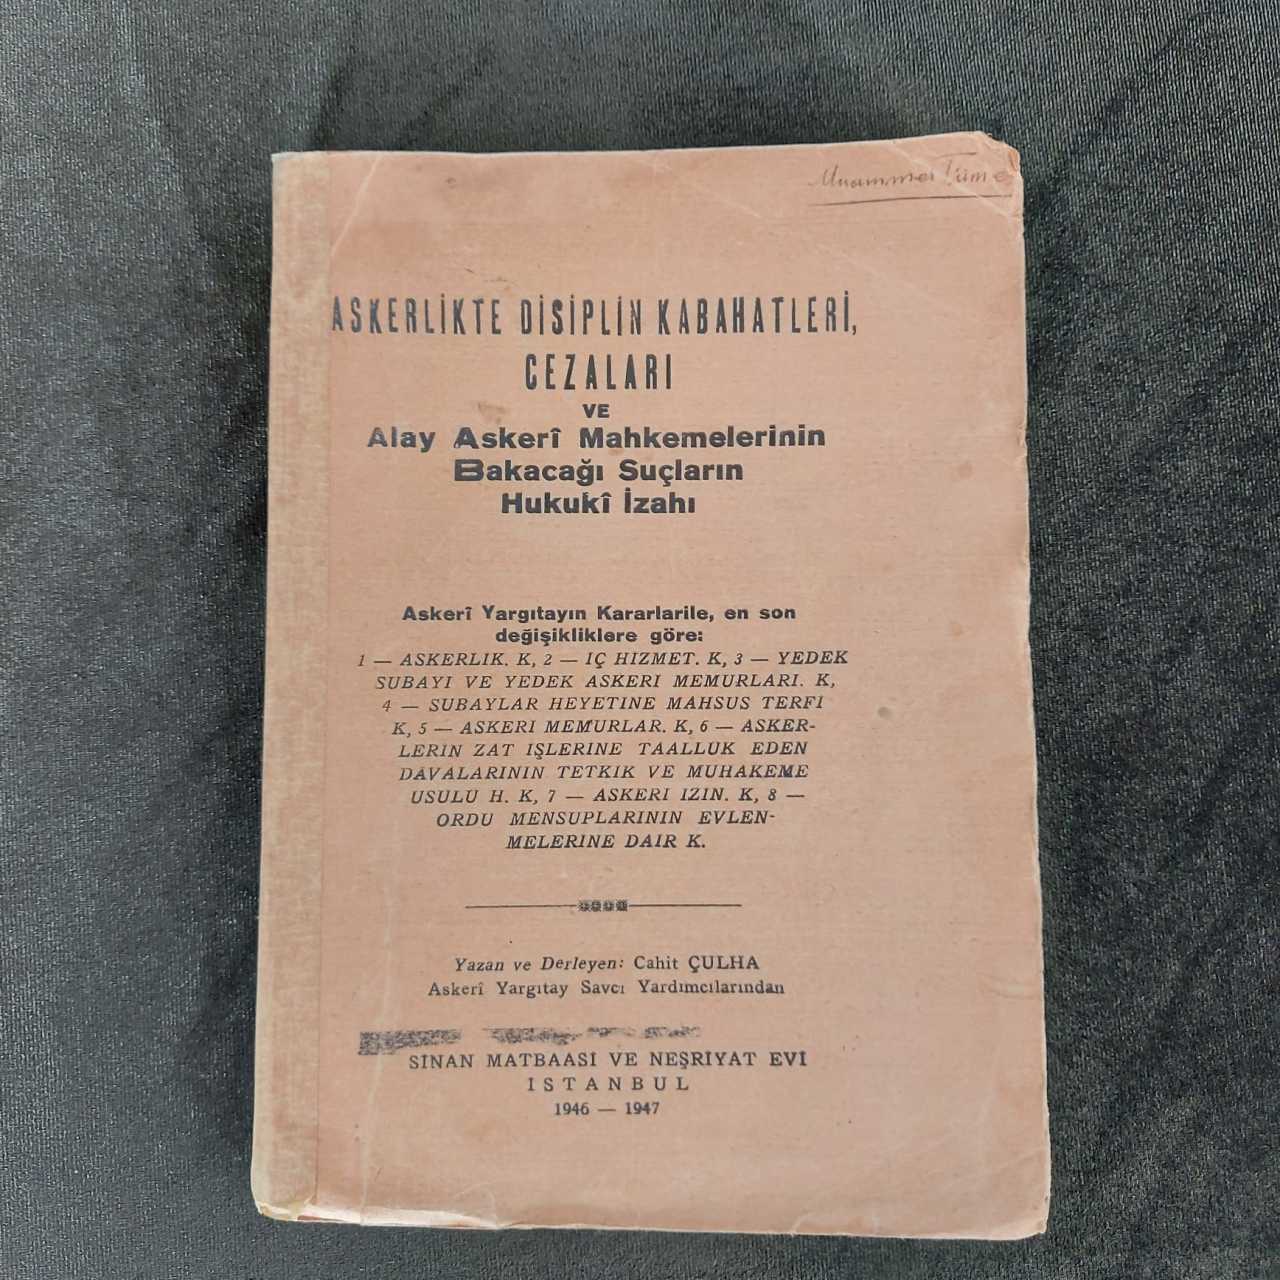 Muammer
ASKERLİKTE DİSİPLİN KABAHATLERİ,
CEZALARI
VE
Alay Askerî Mahkemelerinin
Bakacağı Suçların
Hukukî İzahı
Askerî Yargıtayın Kararlarile, en son
değişikliklere göre:
1 — ASKERLIK. K, 2 — IÇ HIZMET. K, 3 — YEDEK
SUBAYI VE YEDEK ASKERI MEMURLARI. K,
4 — SUBAYLAR HEYETINE MAHSUS TERFI
K, 5 — ASKERI MEMURLAR. K, 6 — ASKER-
LERIN ZAT IŞLERINE TAALLUK EDEN
DAVALARININ TETKIK VE MUHAKEME
USULU H. K, 7 — ASKERI IZIN. K, 8 —
ORDU MENSUPLARININ EVLEN-
MELERINE DAIR K.
Yazan ve Derleyen: Cahit ÇULHA
Askerî Yargıtay Savcı Yardımcılarından
SINAN MATBAASI VE NEŞRİYAT EVİ
ISTANBUL
1946 — 1947